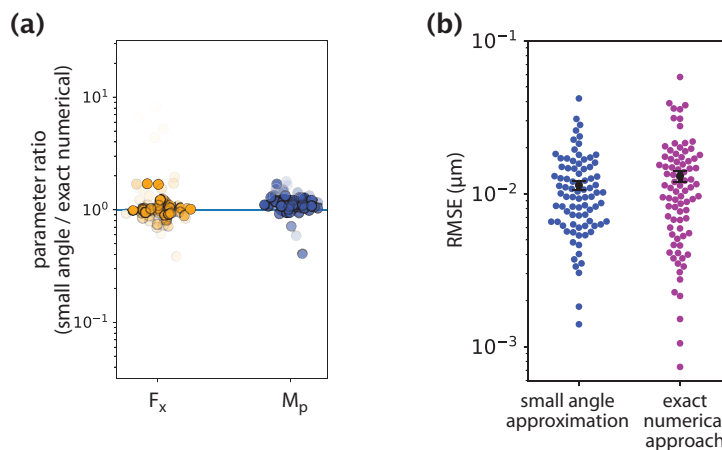 (a)
parameter ratio
(small angle / exact numerical)
10¹
10⁰
10⁻¹
Fₓ
Mₚ
(b)
RMSE (μm)
10⁻¹
10⁻²
10⁻³
small angle
approximation
exact
numerical
approach